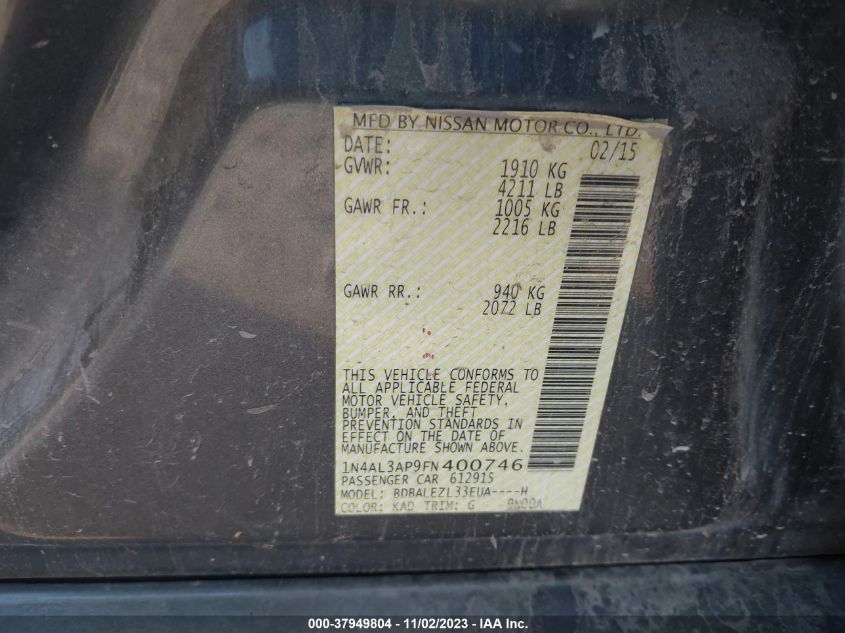 MFD BY NISSAN MOTOR CO., LTD.
DATE: 02/15
GVWR: 1910 KG
4211 LB
GAWR FR.: 1005 KG
2216 LB
GAWR RR.: 940 KG
2072 LB
THIS VEHICLE CONFORMS TO
ALL APPLICABLE FEDERAL
MOTOR VEHICLE SAFETY,
BUMPER, AND THEFT
PREVENTION STANDARDS IN
EFFECT ON THE DATE OF
MANUFACTURE SHOWN ABOVE.
1N4AL3AP9FN400746
PASSENGER CAR 612915
MODEL: BDBALEZL33EUA----H
COLOR: KAD TRIM: G 9N00A
000-37949804 - 11/02/2023 - IAA Inc.